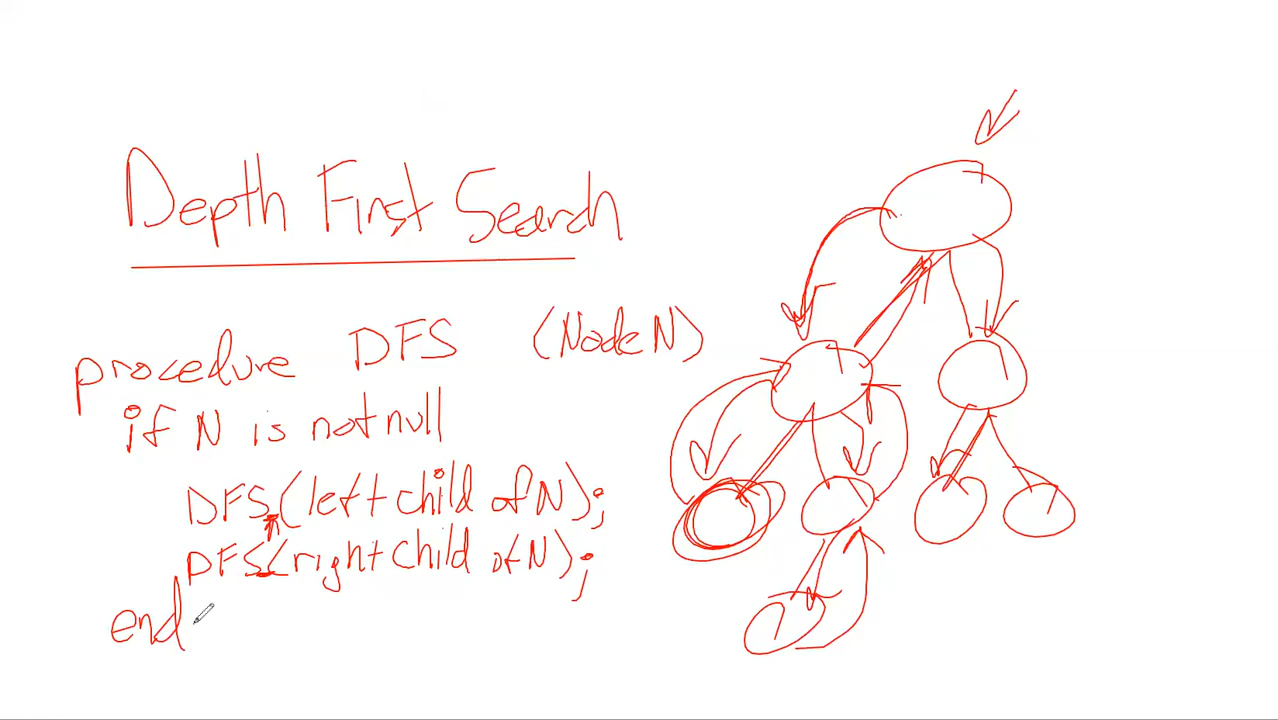 Depth First Search
procedure DFS (Node N)
if N is not null
DFS(left child of N);
DFS(right child of N);
end